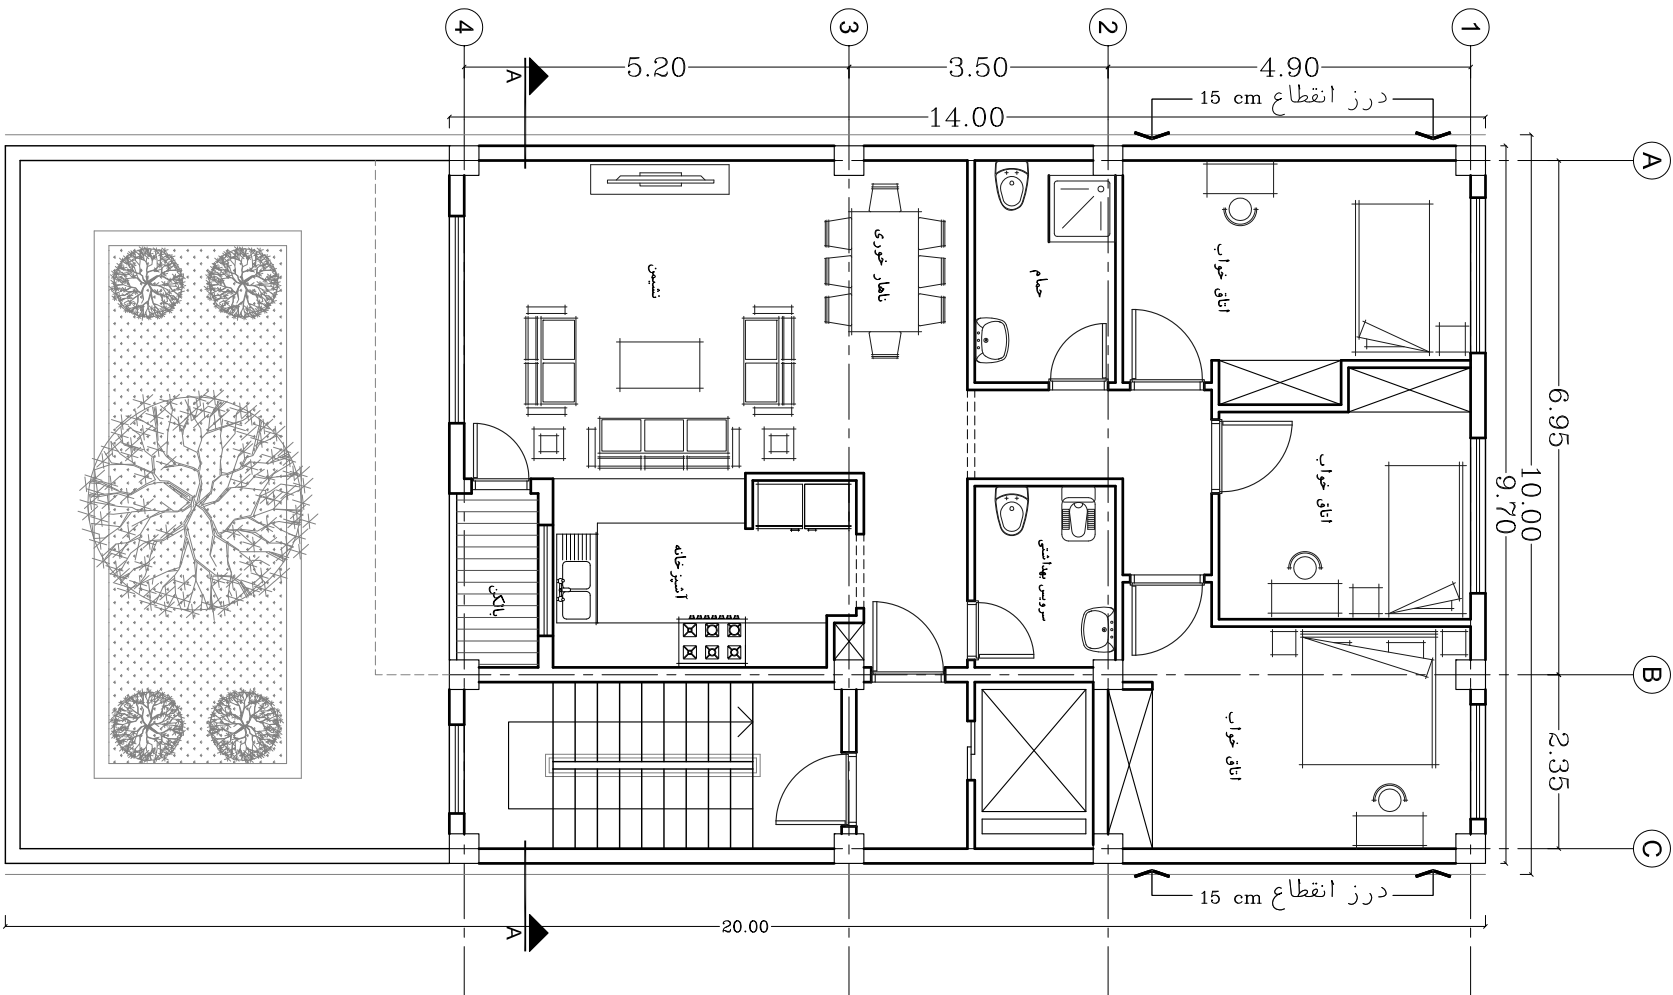 4
3
2
1
5.20
3.50
4.90
A
15 cm درز انقطاع
14.00
A
نشیمن
ناهار خوری
حمام
اتاق خواب
6.95
10.00
9.70
اتاق خواب
آشپزخانه
سرویس بهداشتی
بالکن
B
اتاق خواب
2.35
C
15 cm درز انقطاع
20.00
A